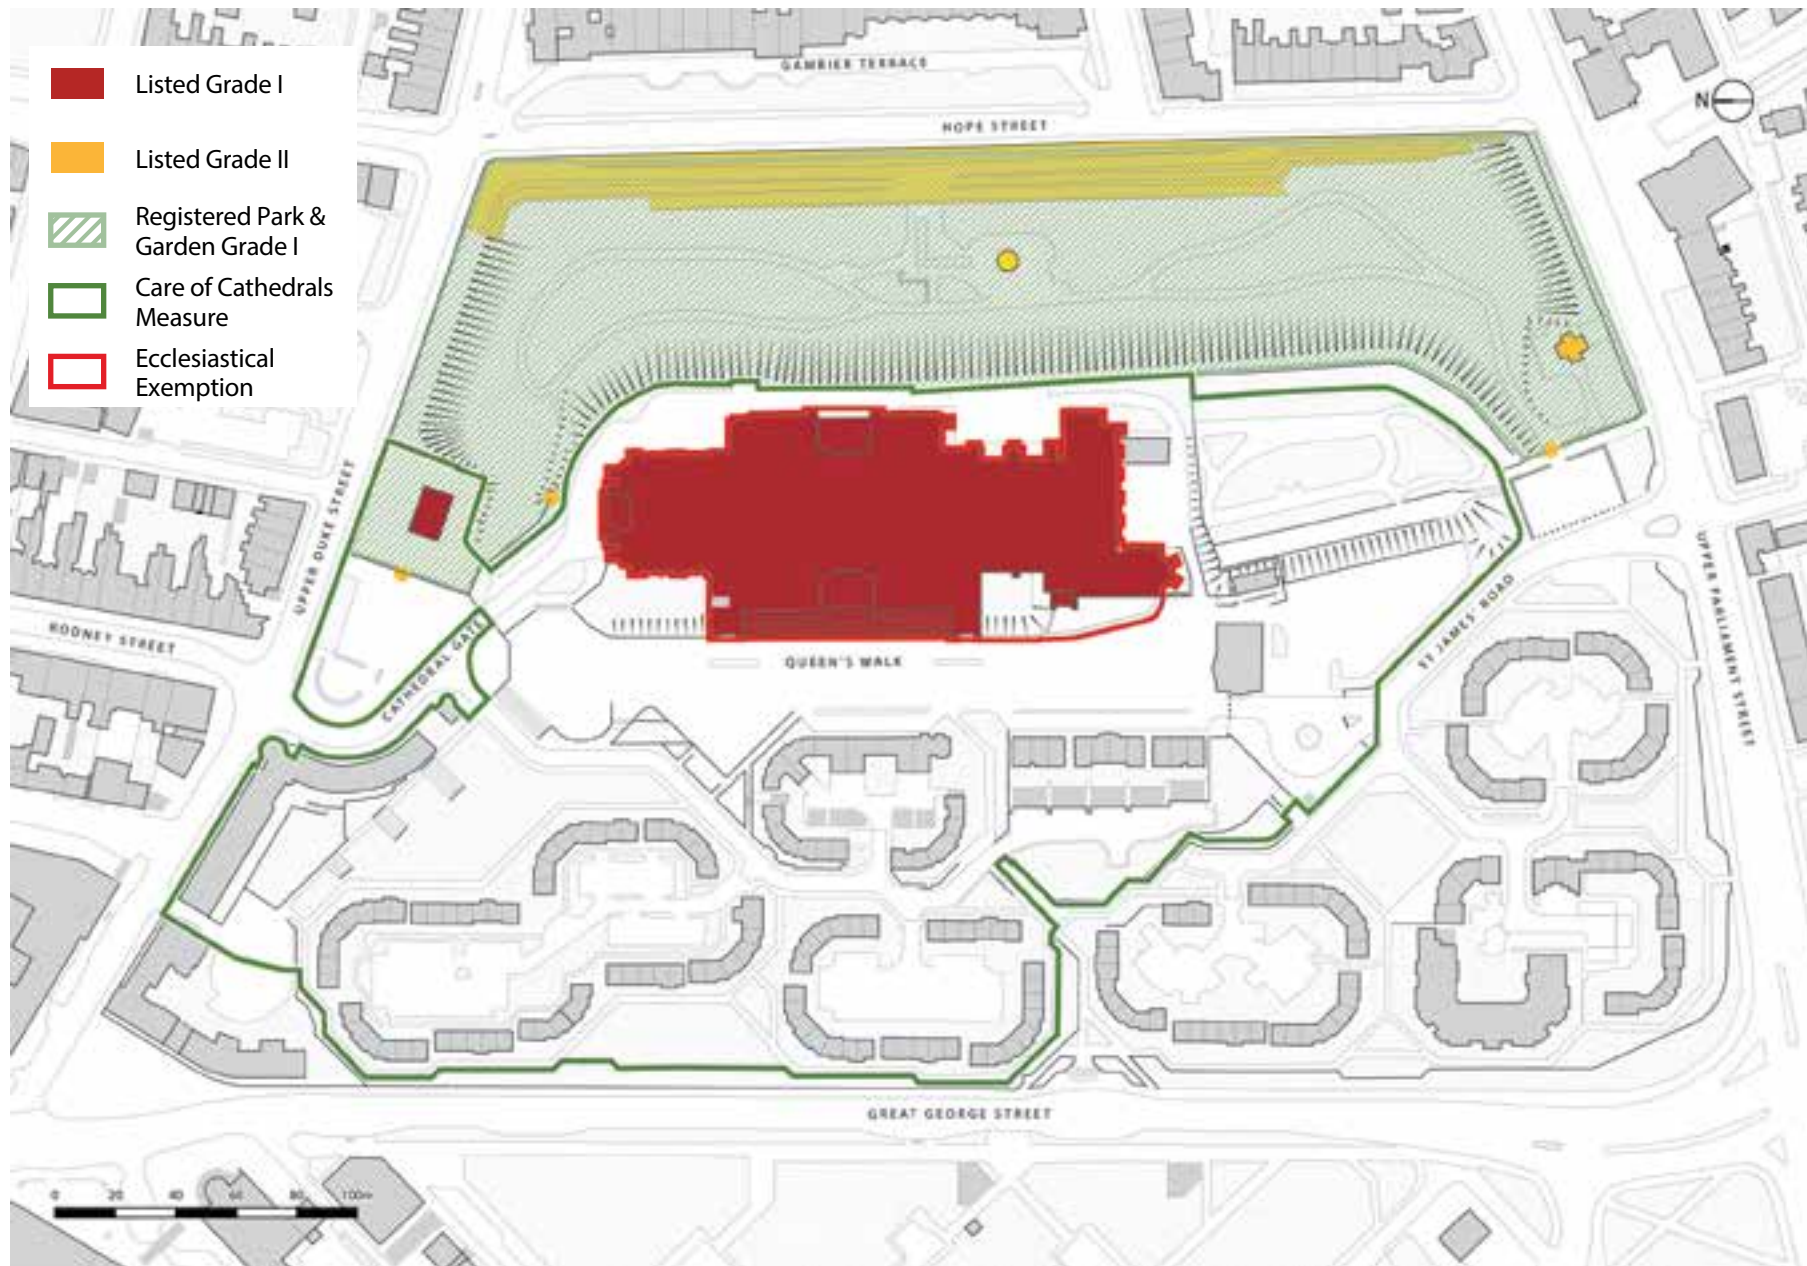 Listed Grade I
Listed Grade II
Registered Park &
Garden Grade I
Care of Cathedrals
Measure
Ecclesiastical
Exemption
GAMBIER TERRACE
HOPE STREET
N
UPPER DUKE STREET
RODNEY STREET
CATHEDRAL GATE
QUEEN'S WALK
ST JAMES' ROAD
UPPER PARLIAMENT STREET
GREAT GEORGE STREET
0 20 40 60 80 100m